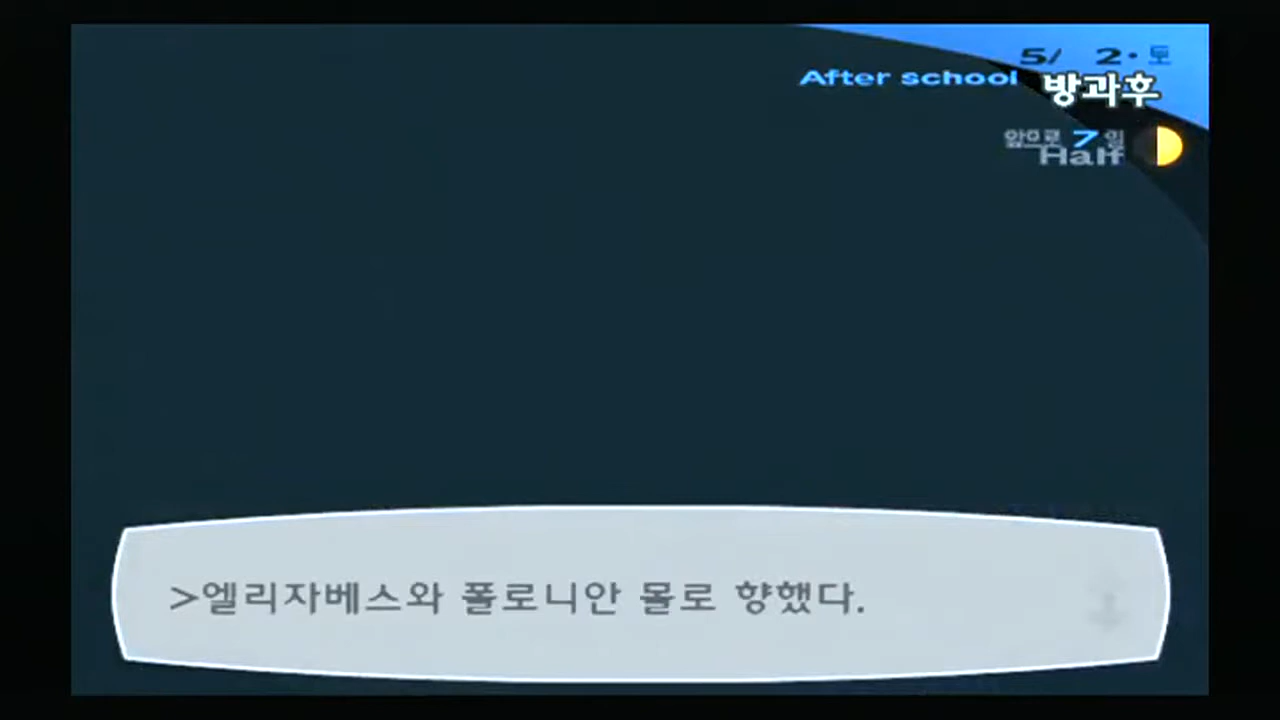 5/ 2·토
After school 방과후
앞으로 7일
Half
>엘리자베스와 폴로니안 몰로 향했다.